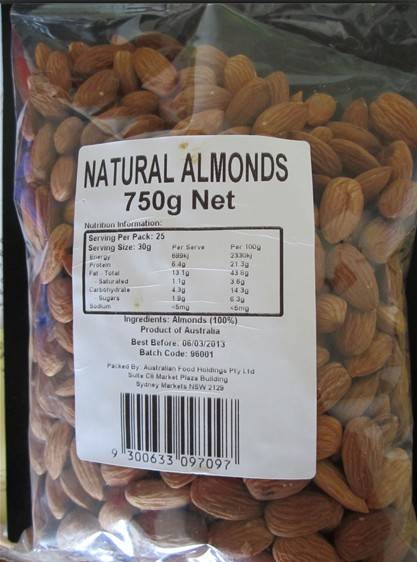 NATURAL ALMONDS
750g Net
Nutrition Information:
Serving Per Pack: 25
Serving Size: 30g Per Serve Per 100g
Energy 699kj 2330kj
Protein 6.4g 21.3g
Fat - Total 13.1g 43.6g
- Saturated 1.1g 3.6g
Carbohydrate 4.3g 14.3g
Sugars 1.9g 6.3g
Sodium <5mg <5mg
Ingredients: Almonds (100%)
Product of Australia
Best Before: 06/03/2013
Batch Code: 96001
Packed By: Australian Food Holdings Pty Ltd
Suite C8 Market Plaza Building
Sydney Markets NSW 2129
9 300633 097097